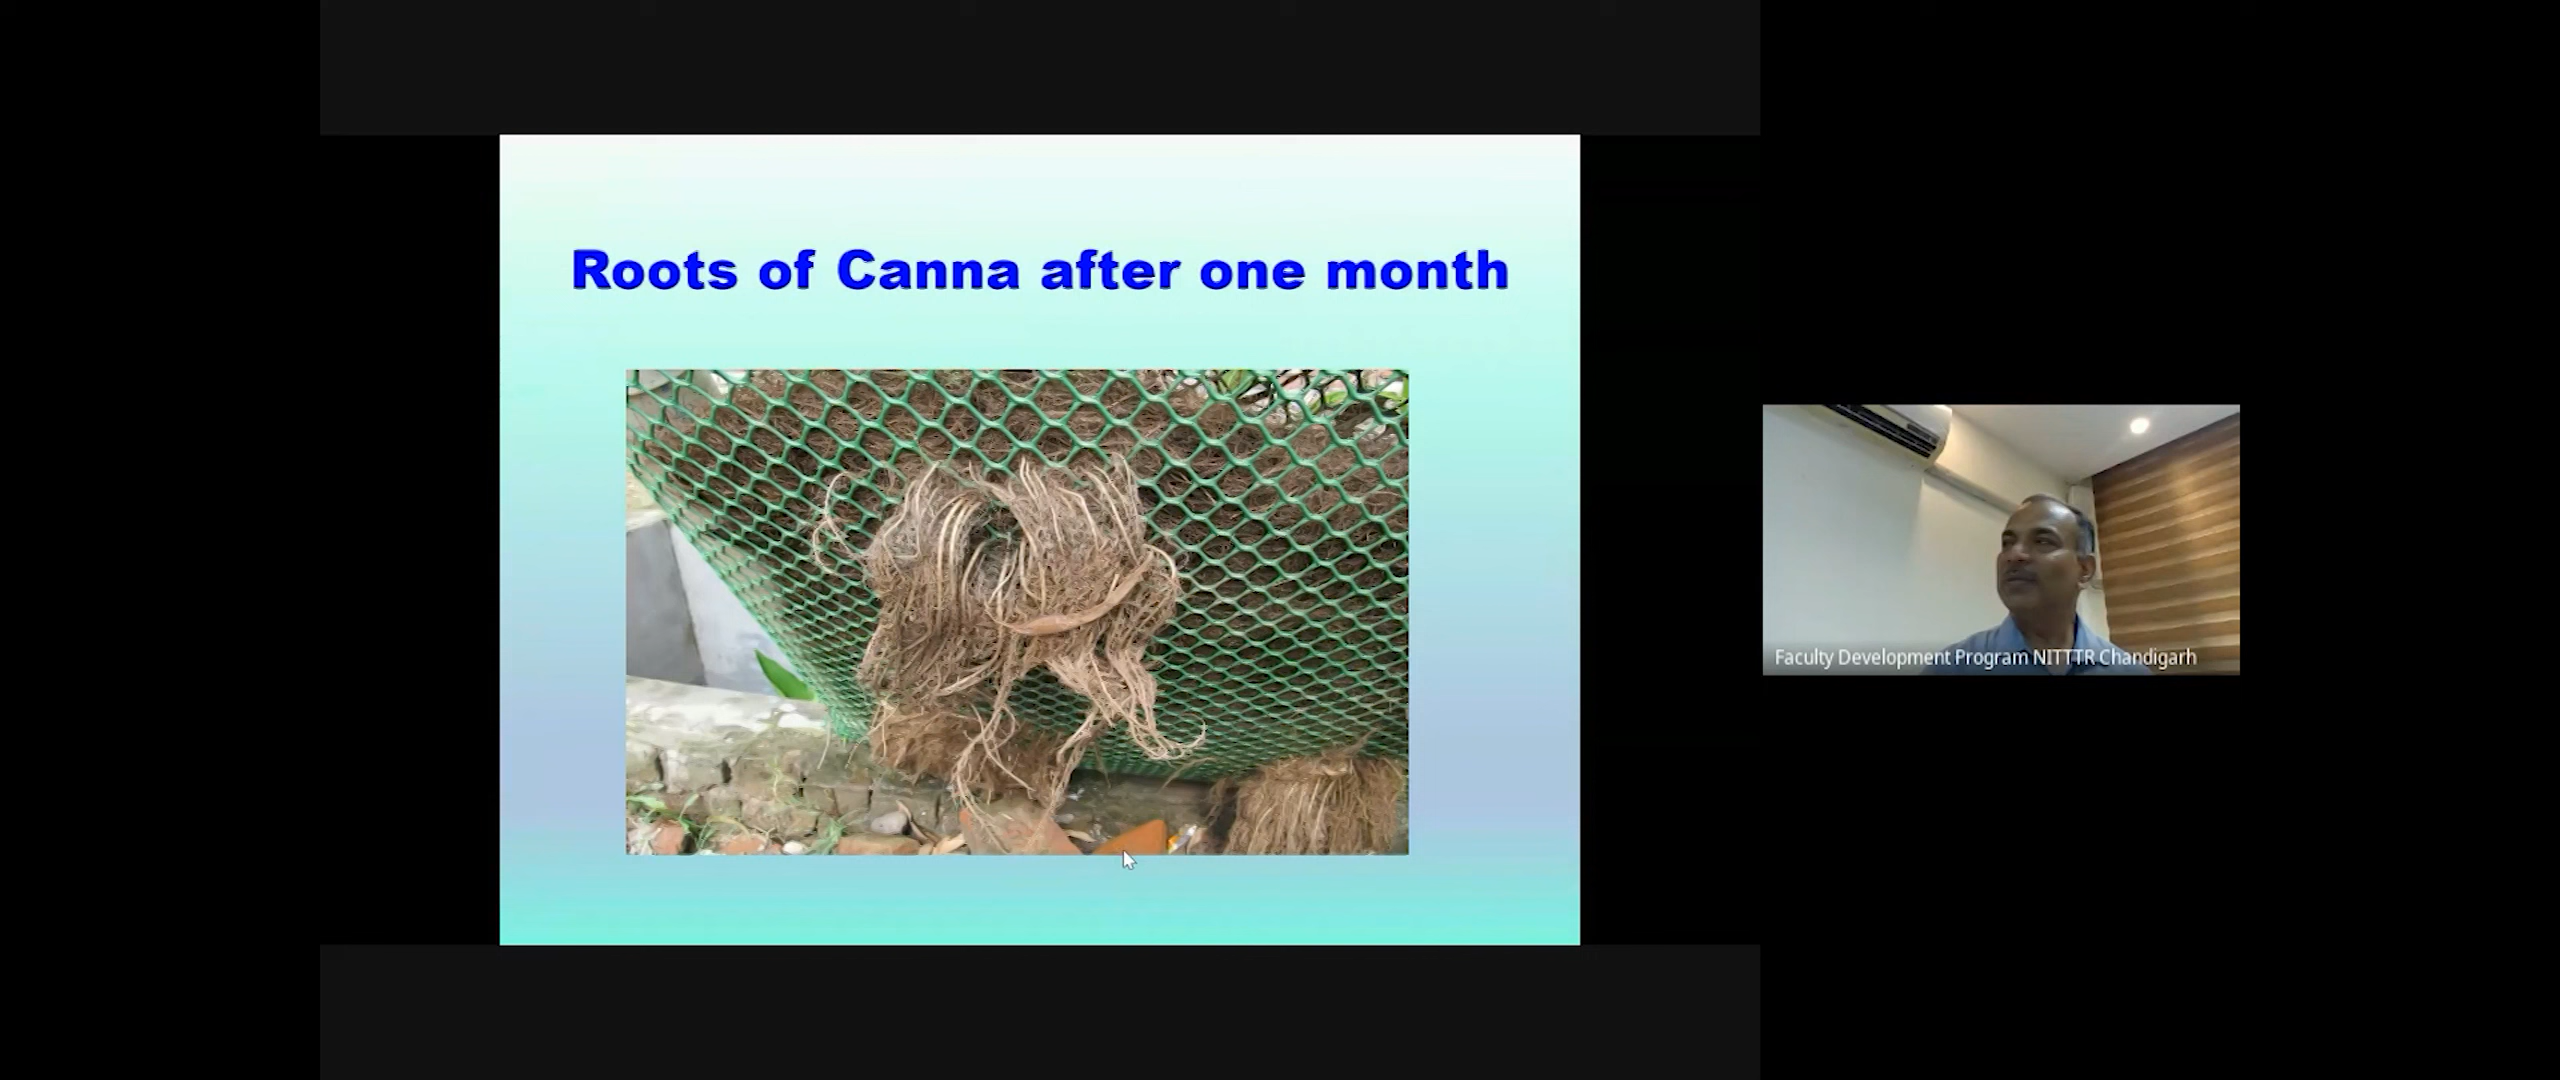 Roots of Canna after one month
Faculty Development Program NITTTR Chandigarh